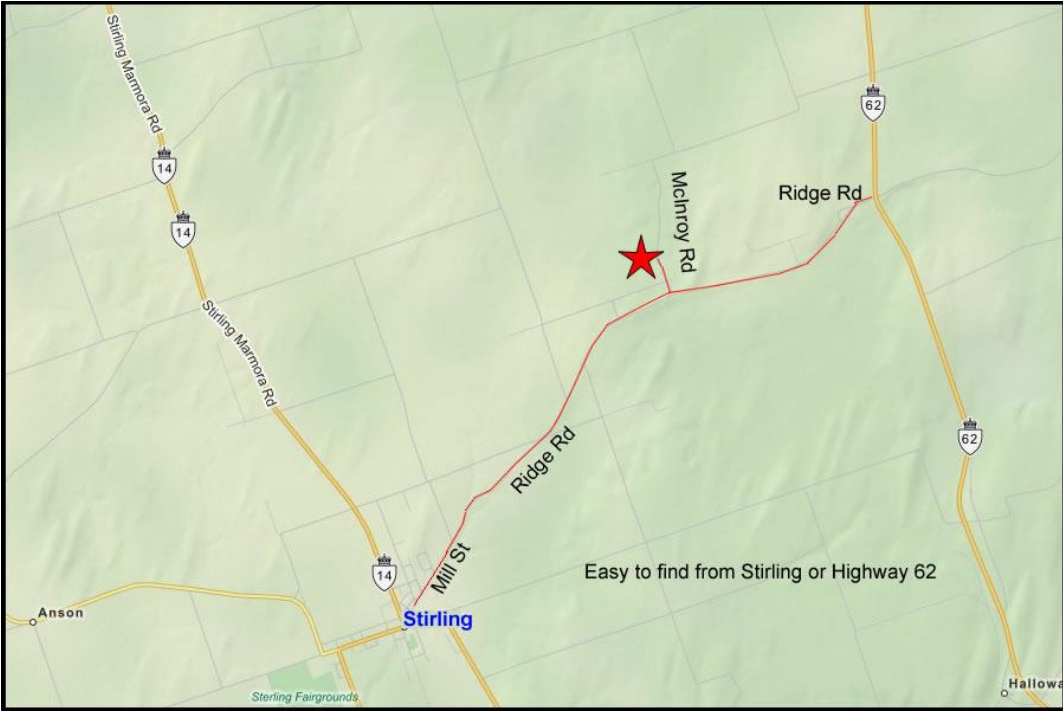 Stirling Marmora Rd
14
14
Stirling Marmora Rd
62
Ridge Rd
McInroy Rd
62
Ridge Rd
Mill St
14
Easy to find from Stirling or Highway 62
Anson
Stirling
Sterling Fairgrounds
Hallowa